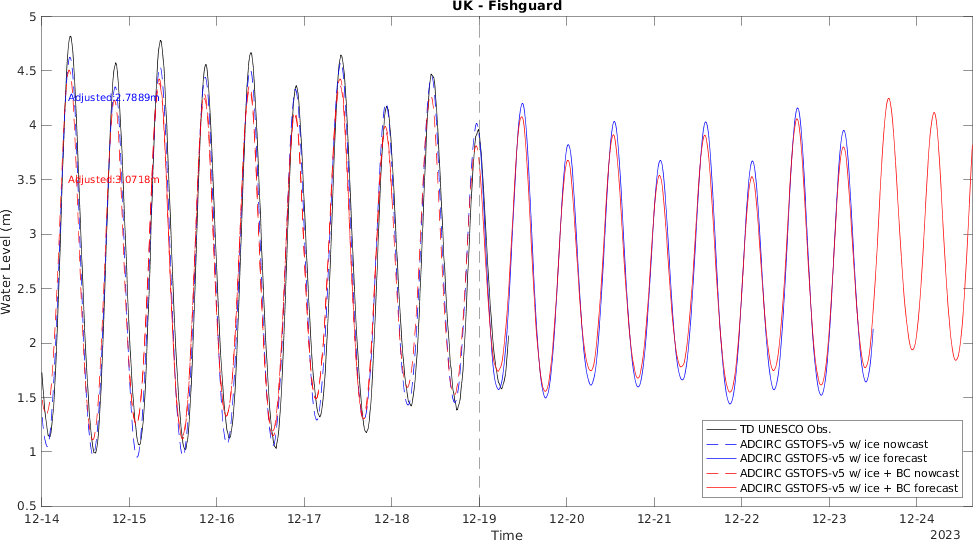 UK - Fishguard
5
4.5
4
3.5
3
2.5
2
1.5
1
0.5
Water Level (m)
Adjusted:2.7889m
Adjusted:3.0718m
TD UNESCO Obs.
ADCIRC GSTOFS-v5 w/ ice nowcast
ADCIRC GSTOFS-v5 w/ ice forecast
ADCIRC GSTOFS-v5 w/ ice + BC nowcast
ADCIRC GSTOFS-v5 w/ ice + BC forecast
12-14 12-15 12-16 12-17 12-18 12-19 12-20 12-21 12-22 12-23 12-24
Time
2023